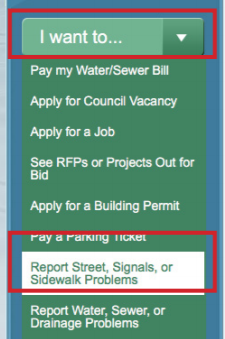 I want to...
Pay my Water/Sewer Bill
Apply for Council Vacancy
Apply for a Job
See RFPs or Projects Out for
Bid
Apply for a Building Permit
Pay a Parking Ticket
Report Street, Signals, or
Sidewalk Problems
Report Water, Sewer, or
Drainage Problems